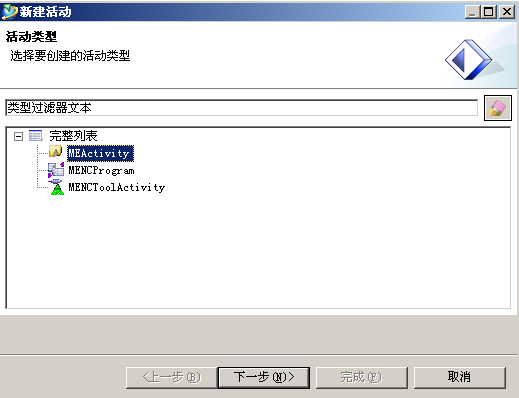 新建活动
活动类型
选择要创建的活动类型
类型过滤器文本
完整列表
MEActivity
MENCProgram
MENCToolActivity
<上一步(B) 下一步(N)> 完成(F) 取消